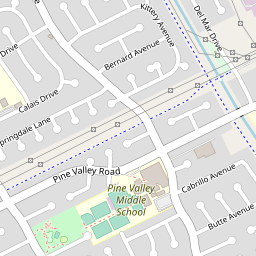 Kittery Avenue
Del Mar Drive
Bernard Avenue
Drive
Calais Drive
pringdale Lane
Pine Valley Road
Pine Valley
Middle
School
Cabrillo Avenue
Butte Avenue